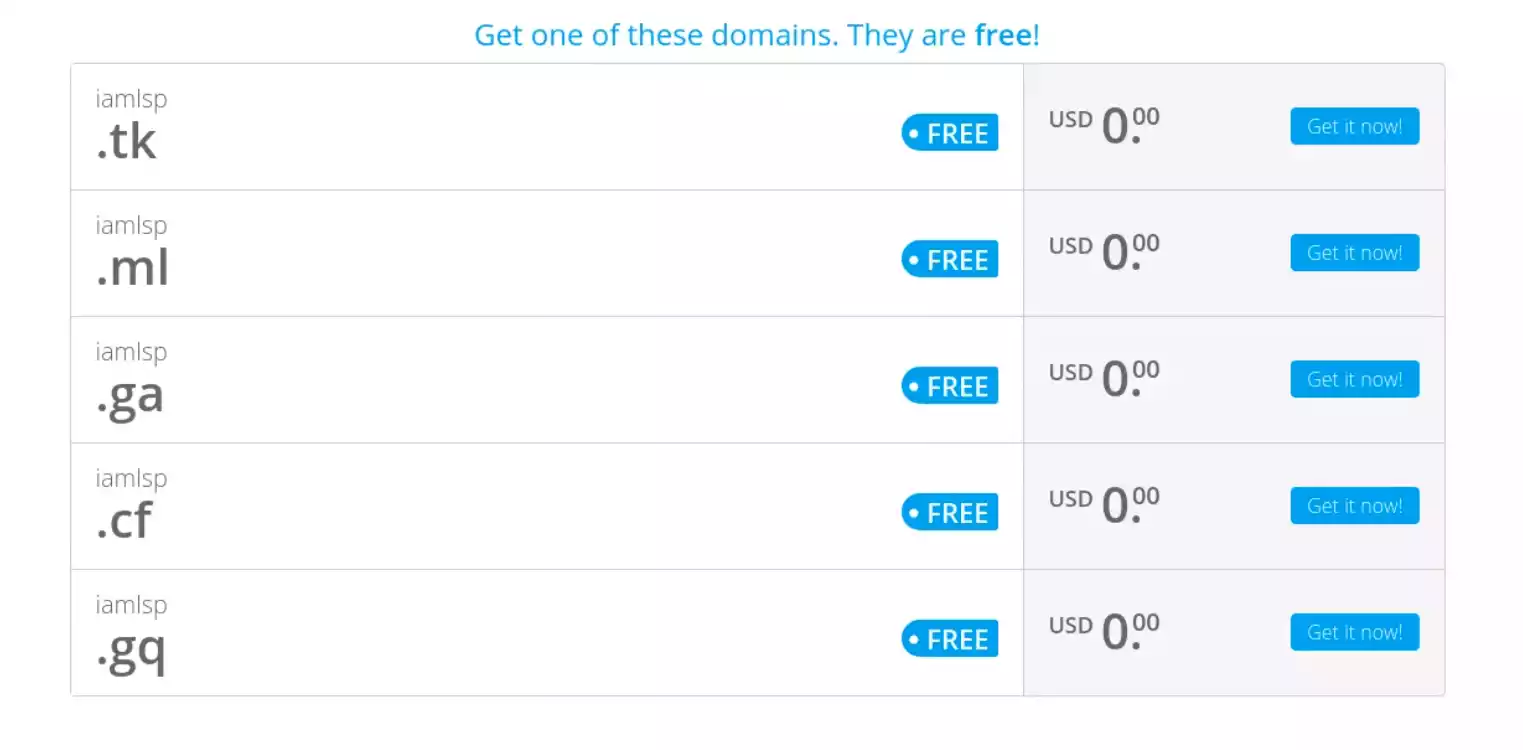 Get one of these domains. They are free!
iamlsp
.tk
FREE
USD 0.00
Get it now!
iamlsp
.ml
FREE
USD 0.00
Get it now!
iamlsp
.ga
FREE
USD 0.00
Get it now!
iamlsp
.cf
FREE
USD 0.00
Get it now!
iamlsp
.gq
FREE
USD 0.00
Get it now!